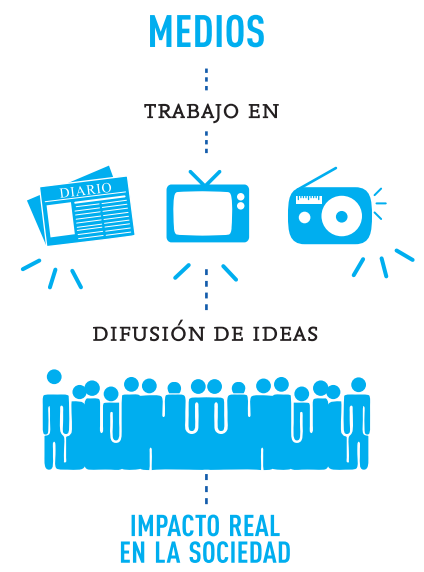 MEDIOS
TRABAJO EN
DIARIO
DIFUSIÓN DE IDEAS
IMPACTO REAL
EN LA SOCIEDAD